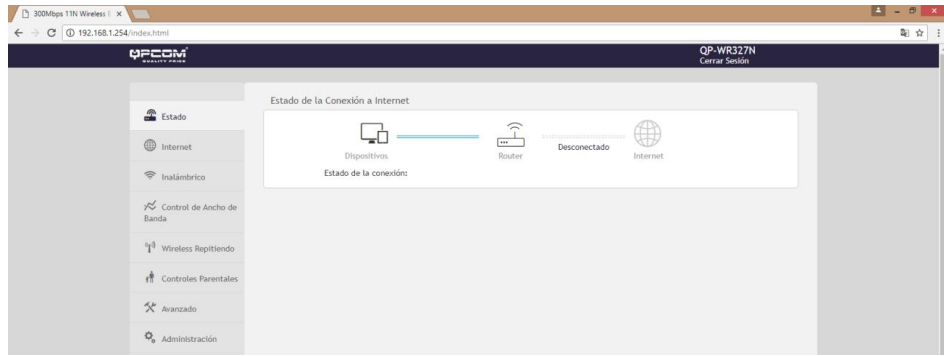 300Mbps 11N Wireless
192.168.1.254/index.html
QPCOM
QUALITY PRICE
QP-WR327N
Cerrar Sesión
Estado
Internet
Inalámbrico
Control de Ancho de
Banda
Wireless Repitiendo
Controles Parentales
Avanzado
Administración
Estado de la Conexión a Internet
Desconectado
Dispositivos
Router
Internet
Estado de la conexión: